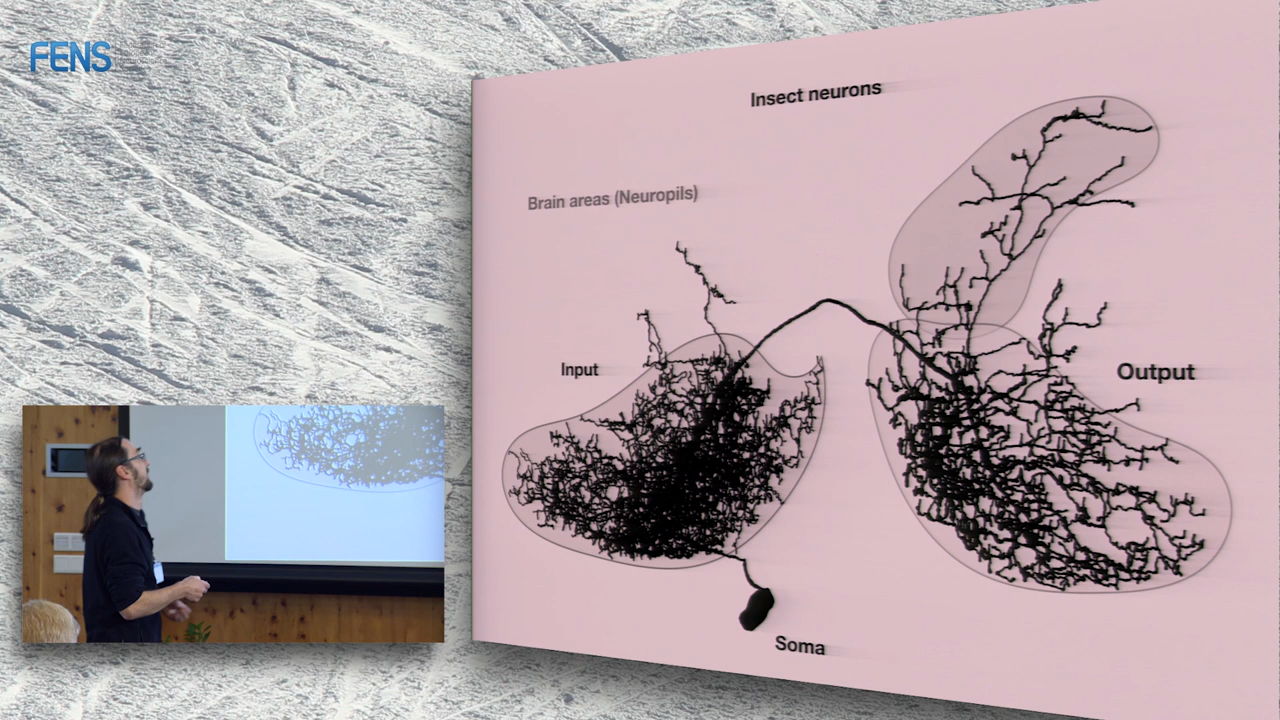 FENS
Insect neurons
Brain areas (Neuropils)
Input
Output
Soma